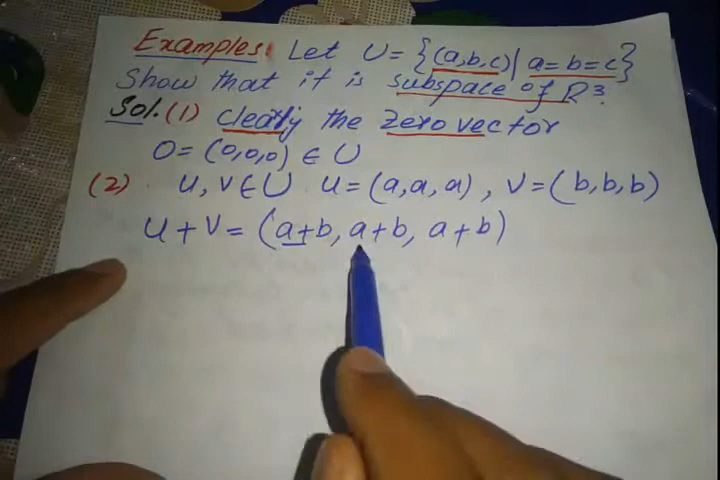 Examples: Let U = {(a,b,c) | a = b = c}
Show that it is subspace of R³.
Sol. (1) Clearly the zero vector
0 = (0,0,0) ∈ U
(2) u, v ∈ U u = (a, a, a), v = (b, b, b)
u + v = (a+b, a+b, a+b)